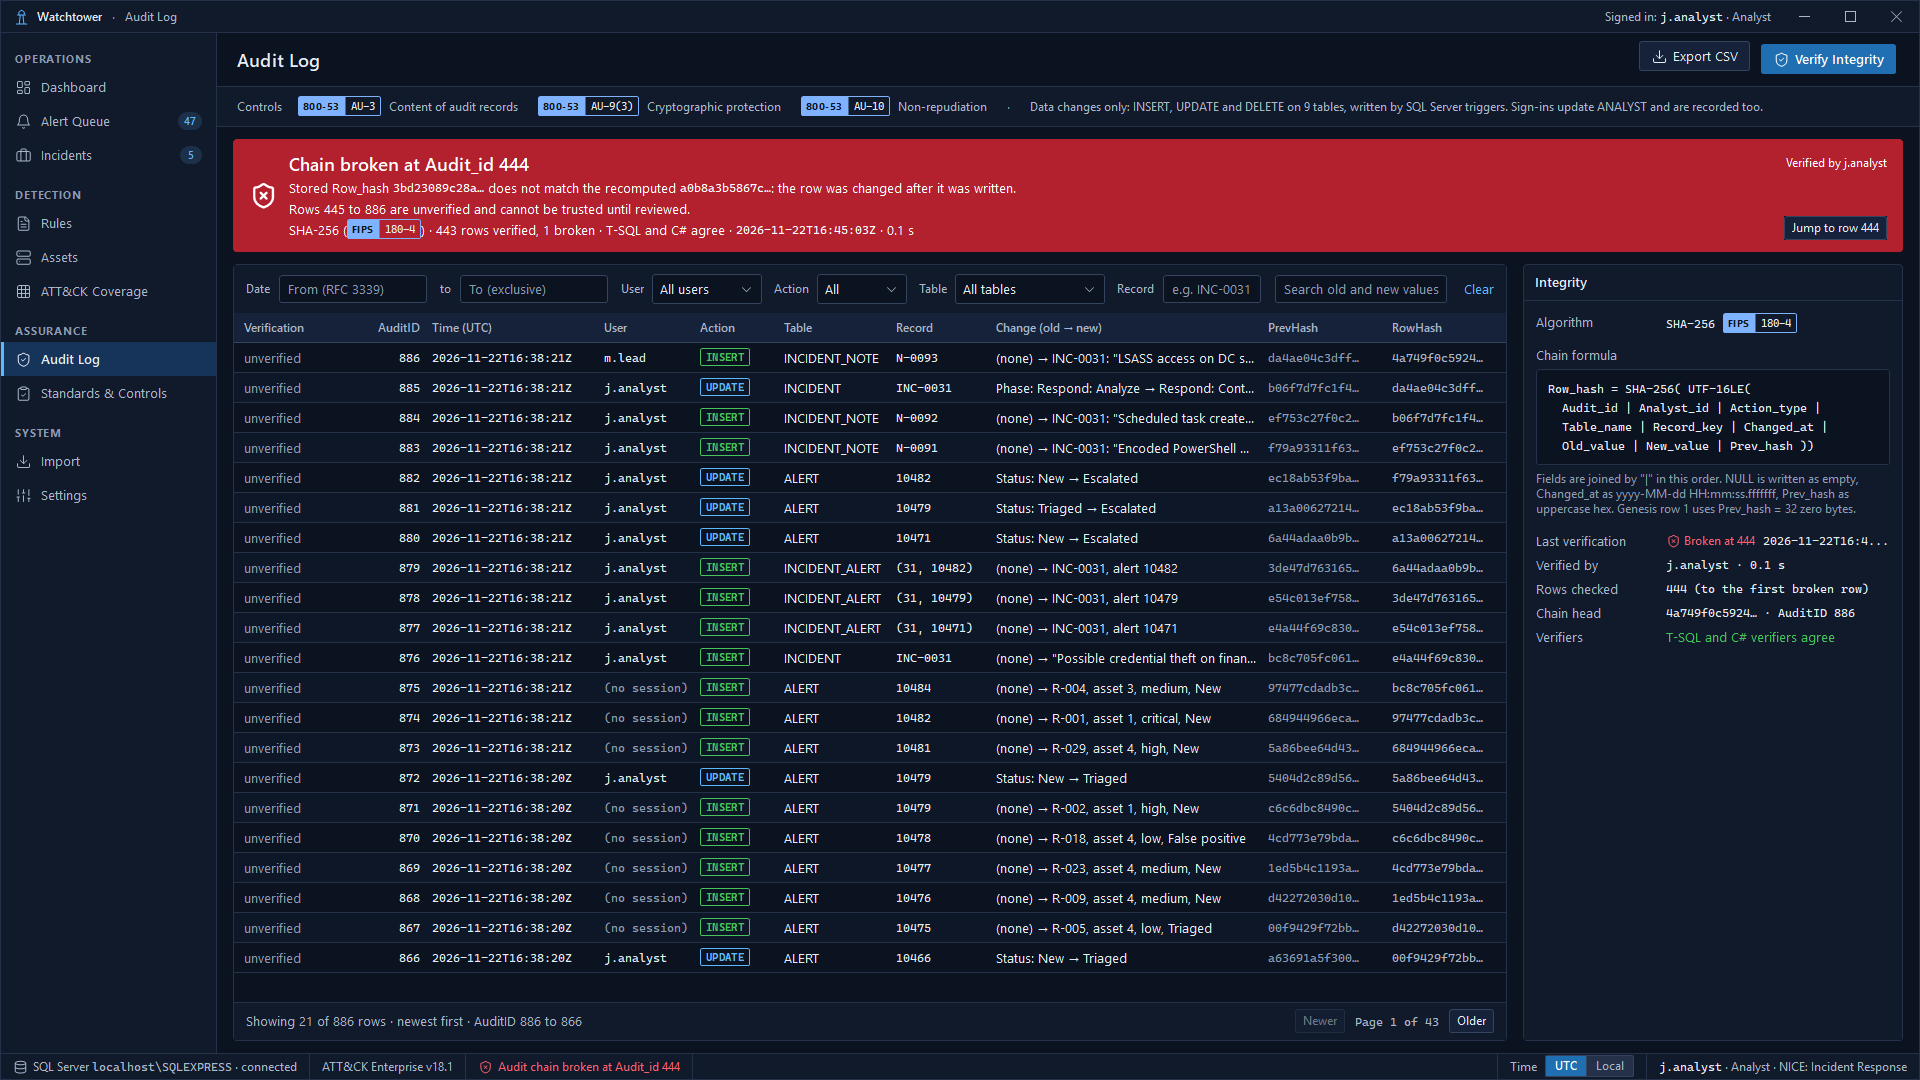 Watchtower · Audit Log
Signed in: j.analyst · Analyst
OPERATIONS
Dashboard
Alert Queue 47
Incidents 5
DETECTION
Rules
Assets
ATT&CK Coverage
ASSURANCE
Audit Log
Standards & Controls
SYSTEM
Import
Settings
Audit Log
Export CSV
Verify Integrity
Controls 800-53 AU-3 Content of audit records 800-53 AU-9(3) Cryptographic protection 800-53 AU-10 Non-repudiation · Data changes only: INSERT, UPDATE and DELETE on 9 tables, written by SQL Server triggers. Sign-ins update ANALYST and are recorded too.
Chain broken at Audit_id 444
Verified by j.analyst
Stored Row_hash 3bd23089c28a… does not match the recomputed a0b8a3b5867c…: the row was changed after it was written.
Rows 445 to 886 are unverified and cannot be trusted until reviewed.
SHA-256 (FIPS 180-4) · 443 rows verified, 1 broken · T-SQL and C# agree · 2026-11-22T16:45:03Z · 0.1 s
Jump to row 444
Date From (RFC 3339) to To (exclusive) User All users Action All Table All tables Record e.g. INC-0031 Search old and new values Clear
Verification AuditID Time (UTC) User Action Table Record Change (old → new) PrevHash RowHash
unverified 886 2026-11-22T16:38:21Z m.lead INSERT INCIDENT_NOTE N-0093 (none) → INC-0031: "LSASS access on DC s... da4ae04c3dff… 4a749f0c5924…
unverified 885 2026-11-22T16:38:21Z j.analyst UPDATE INCIDENT INC-0031 Phase: Respond: Analyze → Respond: Cont... b06f7d7fc1f4… da4ae04c3dff…
unverified 884 2026-11-22T16:38:21Z j.analyst INSERT INCIDENT_NOTE N-0092 (none) → INC-0031: "Scheduled task create... ef753c27f0c2… b06f7d7fc1f4…
unverified 883 2026-11-22T16:38:21Z j.analyst INSERT INCIDENT_NOTE N-0091 (none) → INC-0031: "Encoded PowerShell ... f79a93311f63… ef753c27f0c2…
unverified 882 2026-11-22T16:38:21Z j.analyst UPDATE ALERT 10482 Status: New → Escalated ec18ab53f9ba… f79a93311f63…
unverified 881 2026-11-22T16:38:21Z j.analyst UPDATE ALERT 10479 Status: Triaged → Escalated a13a00627214… ec18ab53f9ba…
unverified 880 2026-11-22T16:38:21Z j.analyst UPDATE ALERT 10471 Status: New → Escalated 6a44adaa0b9b… a13a00627214…
unverified 879 2026-11-22T16:38:21Z j.analyst INSERT INCIDENT_ALERT (31, 10482) (none) → INC-0031, alert 10482 3de47d763165… 6a44adaa0b9b…
unverified 878 2026-11-22T16:38:21Z j.analyst INSERT INCIDENT_ALERT (31, 10479) (none) → INC-0031, alert 10479 e54c013ef758… 3de47d763165…
unverified 877 2026-11-22T16:38:21Z j.analyst INSERT INCIDENT_ALERT (31, 10471) (none) → INC-0031, alert 10471 e4a44f69c830… e54c013ef758…
unverified 876 2026-11-22T16:38:21Z j.analyst INSERT INCIDENT INC-0031 (none) → "Possible credential theft on finan... bc8c705fc061… e4a44f69c830…
unverified 875 2026-11-22T16:38:21Z (no session) INSERT ALERT 10484 (none) → R-004, asset 3, medium, New 97477cdadb3c… bc8c705fc061…
unverified 874 2026-11-22T16:38:21Z (no session) INSERT ALERT 10482 (none) → R-001, asset 1, critical, New 684944966eca… 97477cdadb3c…
unverified 873 2026-11-22T16:38:21Z (no session) INSERT ALERT 10481 (none) → R-029, asset 4, high, New 5a86bee64d43… 684944966eca…
unverified 872 2026-11-22T16:38:20Z j.analyst UPDATE ALERT 10479 Status: New → Triaged 5404d2c89d56… 5a86bee64d43…
unverified 871 2026-11-22T16:38:20Z (no session) INSERT ALERT 10479 (none) → R-002, asset 1, high, New c6c6dbc8490c… 5404d2c89d56…
unverified 870 2026-11-22T16:38:20Z (no session) INSERT ALERT 10478 (none) → R-018, asset 4, low, False positive 4cd773e79bda… c6c6dbc8490c…
unverified 869 2026-11-22T16:38:20Z (no session) INSERT ALERT 10477 (none) → R-023, asset 4, medium, New 1ed5b4c1193a… 4cd773e79bda…
unverified 868 2026-11-22T16:38:20Z (no session) INSERT ALERT 10476 (none) → R-009, asset 4, medium, New d42272030d10… 1ed5b4c1193a…
unverified 867 2026-11-22T16:38:20Z (no session) INSERT ALERT 10475 (none) → R-005, asset 4, low, Triaged 00f9429f72bb… d42272030d10…
unverified 866 2026-11-22T16:38:20Z j.analyst UPDATE ALERT 10466 Status: New → Triaged a63691a5f300… 00f9429f72bb…
Showing 21 of 886 rows · newest first · AuditID 886 to 866
Newer Page 1 of 43 Older
Integrity
Algorithm SHA-256 FIPS 180-4
Chain formula
Row_hash = SHA-256( UTF-16LE(
Audit_id | Analyst_id | Action_type |
Table_name | Record_key | Changed_at |
Old_value | New_value | Prev_hash ))
Fields are joined by "|" in this order. NULL is written as empty,
Changed_at as yyyy-MM-dd HH:mm:ss.fffffff, Prev_hash as
uppercase hex. Genesis row 1 uses Prev_hash = 32 zero bytes.
Last verification Broken at 444 2026-11-22T16:4...
Verified by j.analyst · 0.1 s
Rows checked 444 (to the first broken row)
Chain head 4a749f0c5924… · AuditID 886
Verifiers T-SQL and C# verifiers agree
SQL Server localhost\SQLEXPRESS · connected
ATT&CK Enterprise v18.1
Audit chain broken at Audit_id 444
Time UTC Local
j.analyst · Analyst · NICE: Incident Response